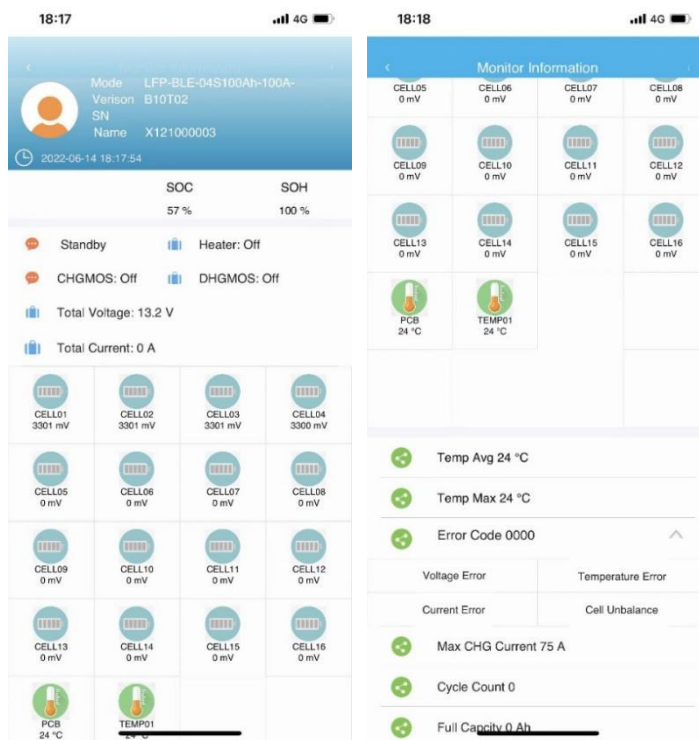 18:17
4G
Mode LFP-BLE-04S100Ah-100A-
Verison B10T02
SN
Name X121000003
2022-06-14 18:17:54
SOC SOH
57 % 100 %
Standby Heater: Off
CHGMOS: Off DHGMOS: Off
Total Voltage: 13.2 V
Total Current: 0 A
CELL01 CELL02 CELL03 CELL04
3301 mV 3301 mV 3301 mV 3300 mV
CELL05 CELL06 CELL07 CELL08
0 mV 0 mV 0 mV 0 mV
CELL09 CELL10 CELL11 CELL12
0 mV 0 mV 0 mV 0 mV
CELL13 CELL14 CELL15 CELL16
0 mV 0 mV 0 mV 0 mV
PCB TEMP01
24 °C 24 °C
18:18
4G
Monitor Information
CELL05 CELL06 CELL07 CELL08
0 mV 0 mV 0 mV 0 mV
CELL09 CELL10 CELL11 CELL12
0 mV 0 mV 0 mV 0 mV
CELL13 CELL14 CELL15 CELL16
0 mV 0 mV 0 mV 0 mV
PCB TEMP01
24 °C 24 °C
Temp Avg 24 °C
Temp Max 24 °C
Error Code 0000
Voltage Error Temperature Error
Current Error Cell Unbalance
Max CHG Current 75 A
Cycle Count 0
Full Capcity 0 Ah